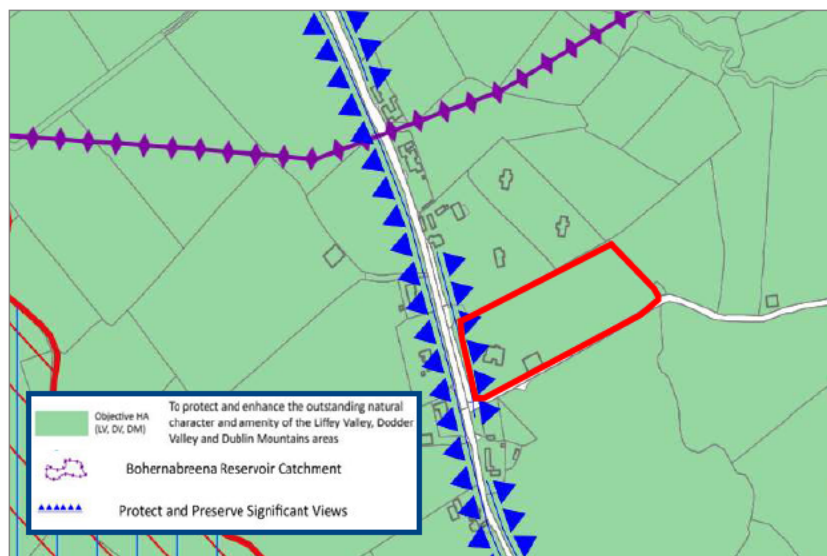 Objective HA
(LV, DV, DM)
To protect and enhance the outstanding natural
character and amenity of the Liffey Valley, Dodder
Valley and Dublin Mountains areas
Bohernabreena Reservoir Catchment
Protect and Preserve Significant Views